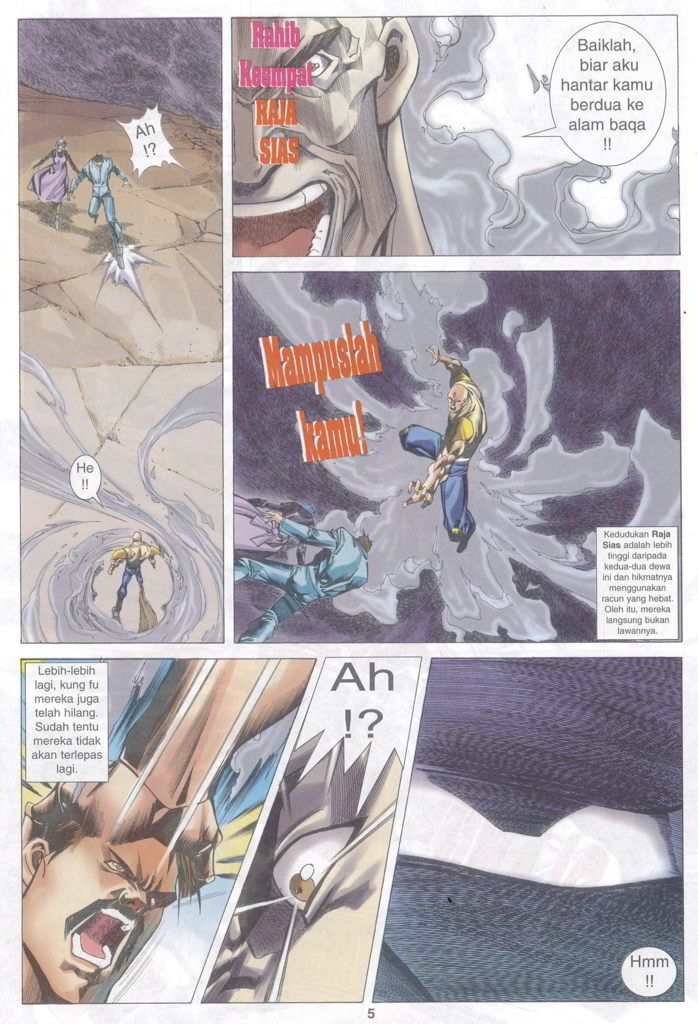 Ah
!?
He
!!
Rahib
Keempat
RAJA
SIAS
Baiklah,
biar aku
hantar kamu
berdua ke
alam baqa
!!
Mampuslah
kamu!
Kedudukan Raja
Sias adalah lebih
tinggi daripada
kedua-dua dewa
ini dan hikmatnya
menggunakan
racun yang hebat.
Oleh itu, mereka
langsung bukan
lawannya.
Lebih-lebih
lagi, kung fu
mereka juga
telah hilang.
Sudah tentu
mereka tidak
akan terlepas
lagi.
Ah
!?
Hmm
!!
5